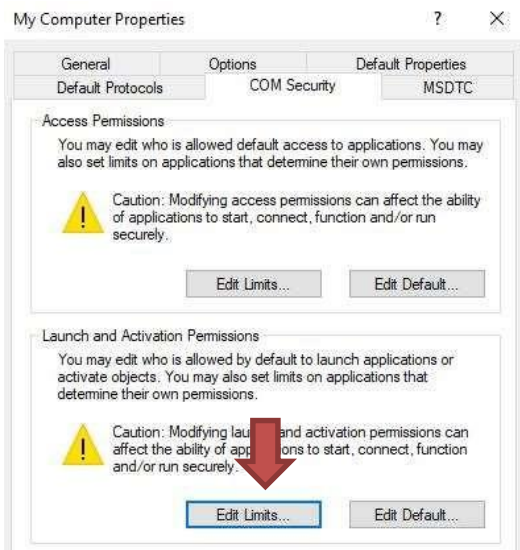 My Computer Properties ? ×
General Options Default Properties
Default Protocols COM Security MSDTC
Access Permissions
You may edit who is allowed default access to applications. You may
also set limits on applications that determine their own permissions.
Caution: Modifying access permissions can affect the ability
of applications to start, connect, function and/or run
securely.
Edit Limits... Edit Default...
Launch and Activation Permissions
You may edit who is allowed by default to launch applications or
activate objects. You may also set limits on applications that
determine their own permissions.
Caution: Modifying and activation permissions can
affect the ability of to start, connect, function
and/or run securely.
Edit Limits... Edit Default...